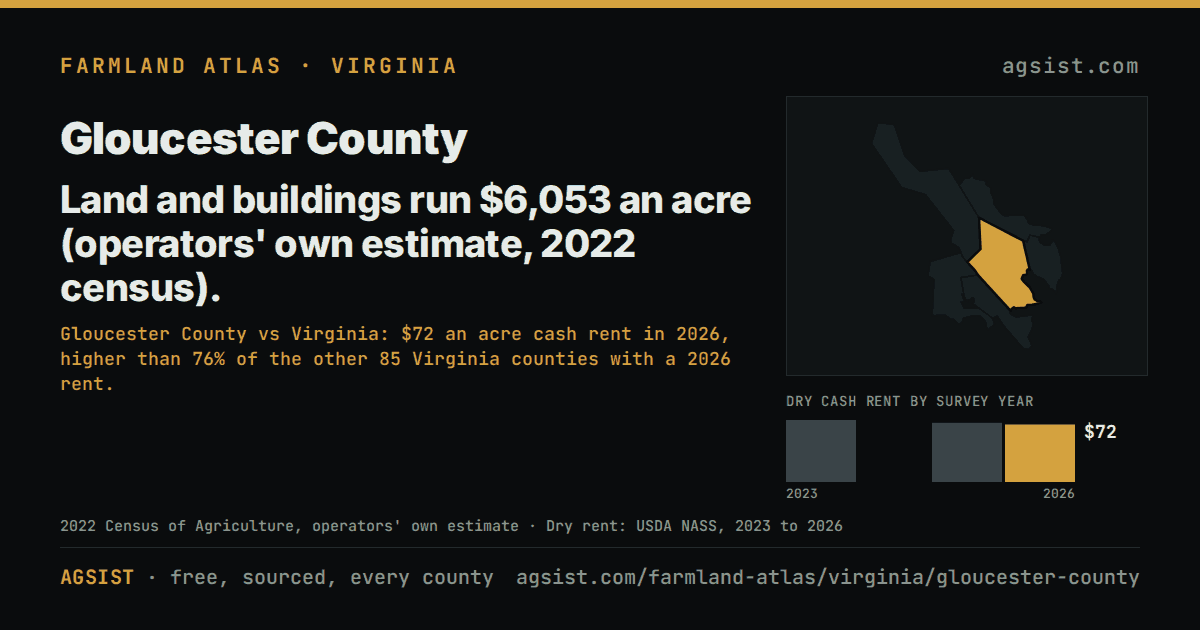 FARMLAND ATLAS · VIRGINIA
agsist.com
Gloucester County
Land and buildings run $6,053 an acre
(operators' own estimate, 2022
census).
Gloucester County vs Virginia: $72 an acre cash rent in 2026,
higher than 76% of the other 85 Virginia counties with a 2026
rent.
DRY CASH RENT BY SURVEY YEAR
$72
2023
2026
2022 Census of Agriculture, operators' own estimate · Dry rent: USDA NASS, 2023 to 2026
AGSIST · free, sourced, every county
agsist.com/farmland-atlas/virginia/gloucester-county